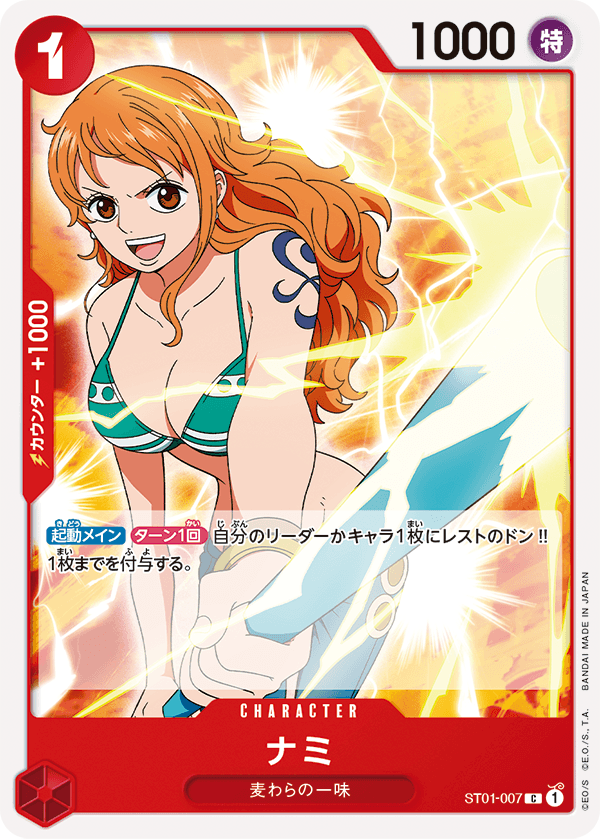 1
1000 特
カウンター +1000
起動メイン ターン1回 自分のリーダーかキャラ1枚にレストのドン!!
1枚までを付与する。
CHARACTER
ナミ
麦わらの一味
ST01-007 C 1
©EO/S ©E.O./S., T.A. BANDAI MADE IN JAPAN